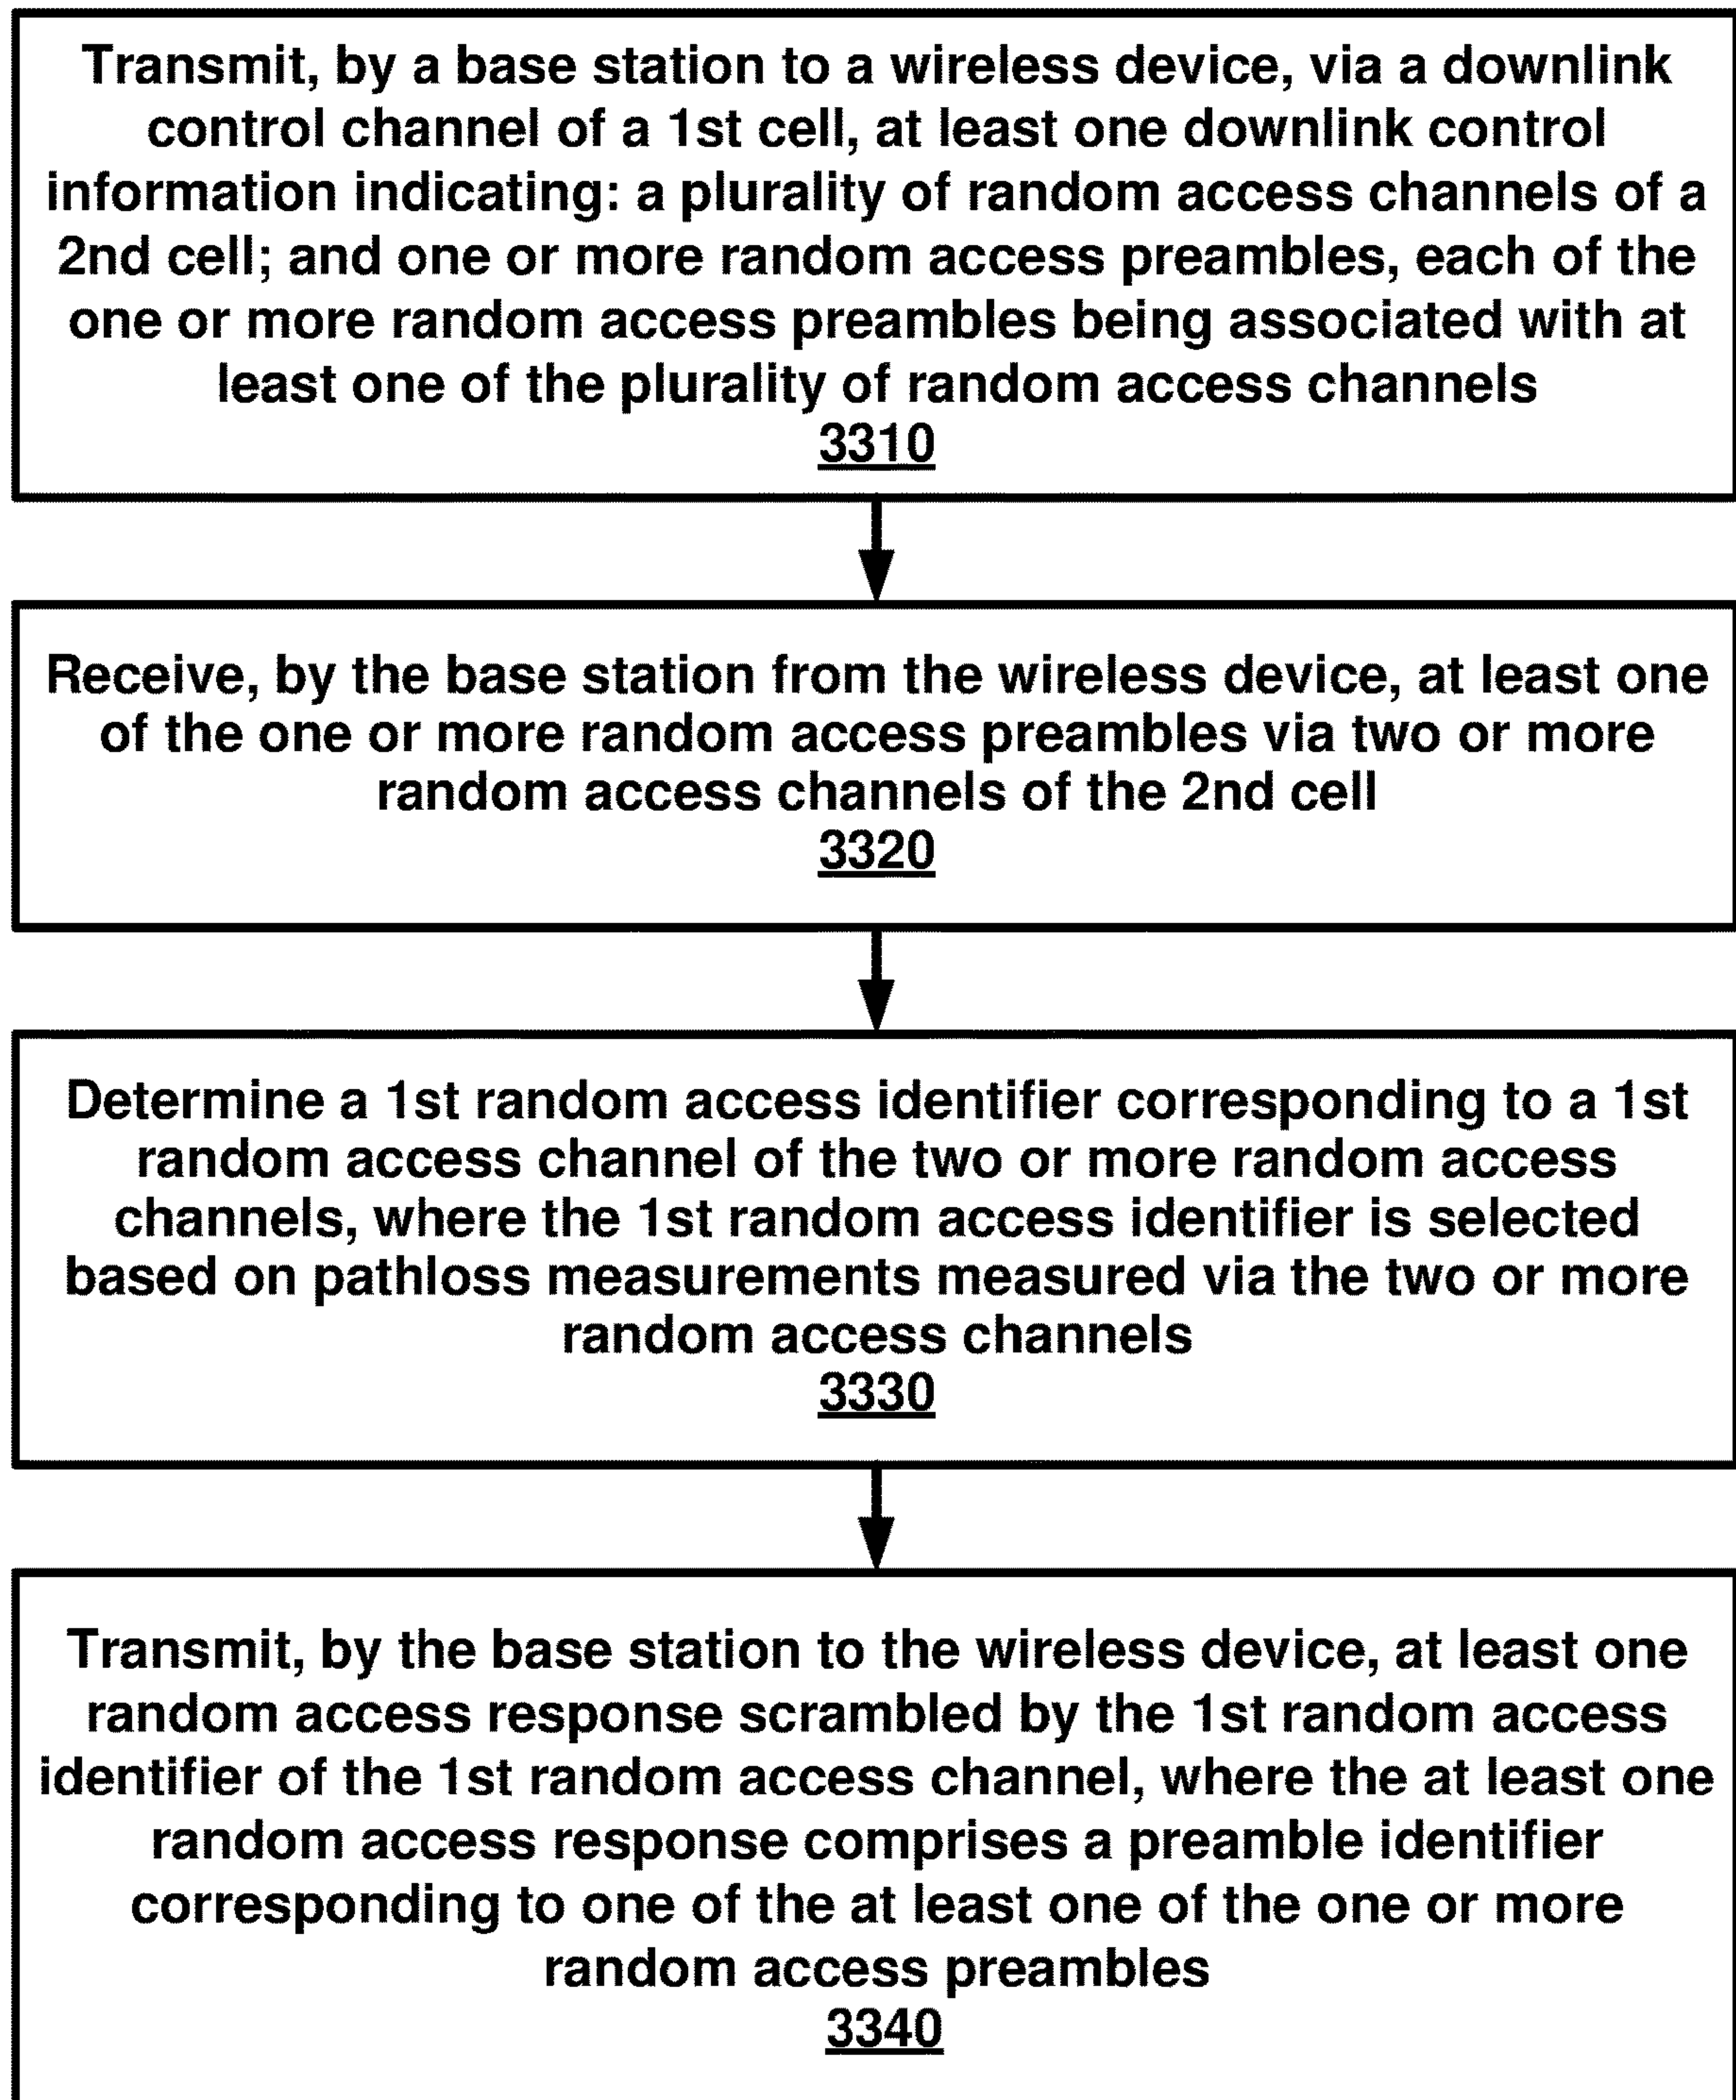 Transmit, by a base station to a wireless device, via a downlink
control channel of a 1st cell, at least one downlink control
information indicating: a plurality of random access channels of a
2nd cell; and one or more random access preambles, each of the
one or more random access preambles being associated with at
least one of the plurality of random access channels
3310
Receive, by the base station from the wireless device, at least one
of the one or more random access preambles via two or more
random access channels of the 2nd cell
3320
Determine a 1st random access identifier corresponding to a 1st
random access channel of the two or more random access
channels, where the 1st random access identifier is selected
based on pathloss measurements measured via the two or more
random access channels
3330
Transmit, by the base station to the wireless device, at least one
random access response scrambled by the 1st random access
identifier of the 1st random access channel, where the at least one
random access response comprises a preamble identifier
corresponding to one of the at least one of the one or more
random access preambles
3340